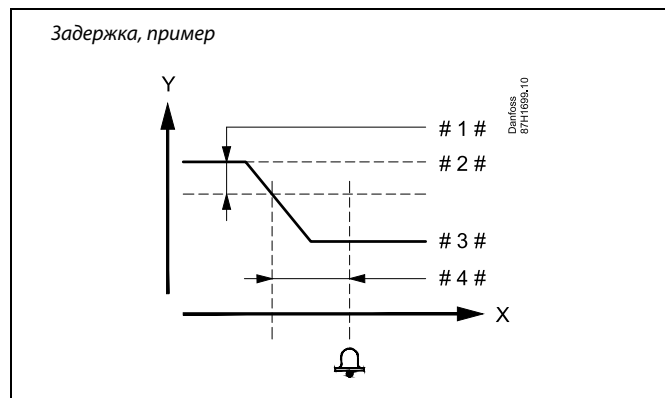 Задержка, пример
Y
Danfoss
87H1699.10
# 1 #
# 2 #
# 3 #
# 4 #
X